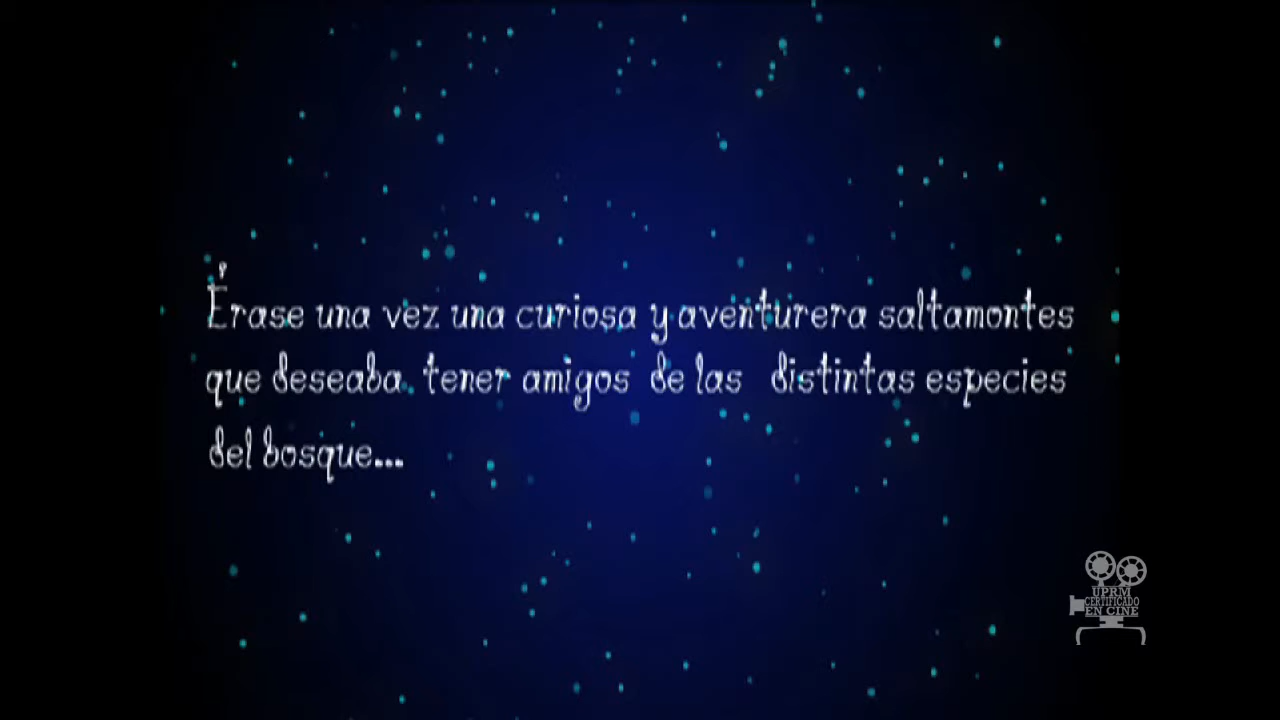 Érase una vez una curiosa y aventurera saltamontes
que deseaba tener amigos de las distintas especies
del bosque...
UPRM
CERTIFICADO
EN CINE